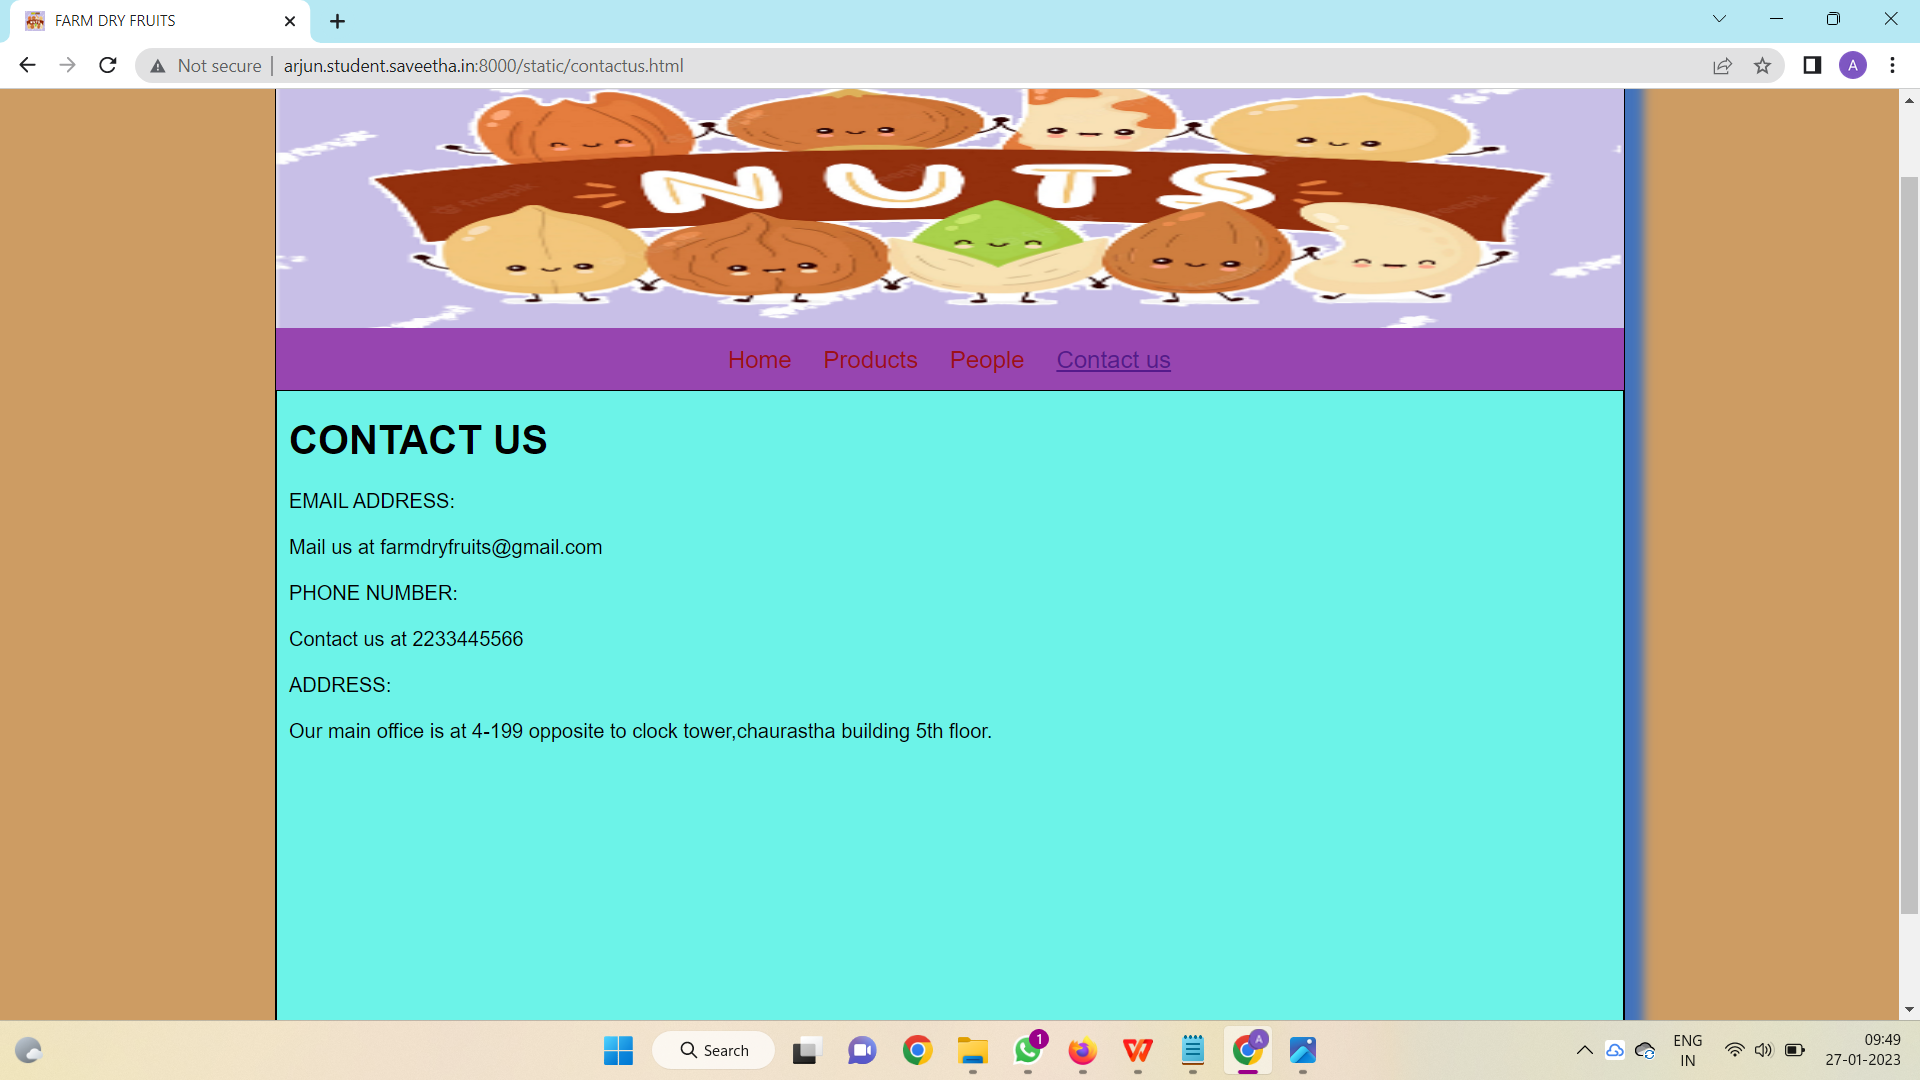 FARM DRY FRUITS
Not secure
arjun.student.saveetha.in:8000/static/contactus.html
A
NUTS
Home Products People Contact us
CONTACT US
EMAIL ADDRESS:
Mail us at farmdryfruits@gmail.com
PHONE NUMBER:
Contact us at 2233445566
ADDRESS:
Our main office is at 4-199 opposite to clock tower,chaurastha building 5th floor.
Search
1
A
ENG
IN
09:49
27-01-2023